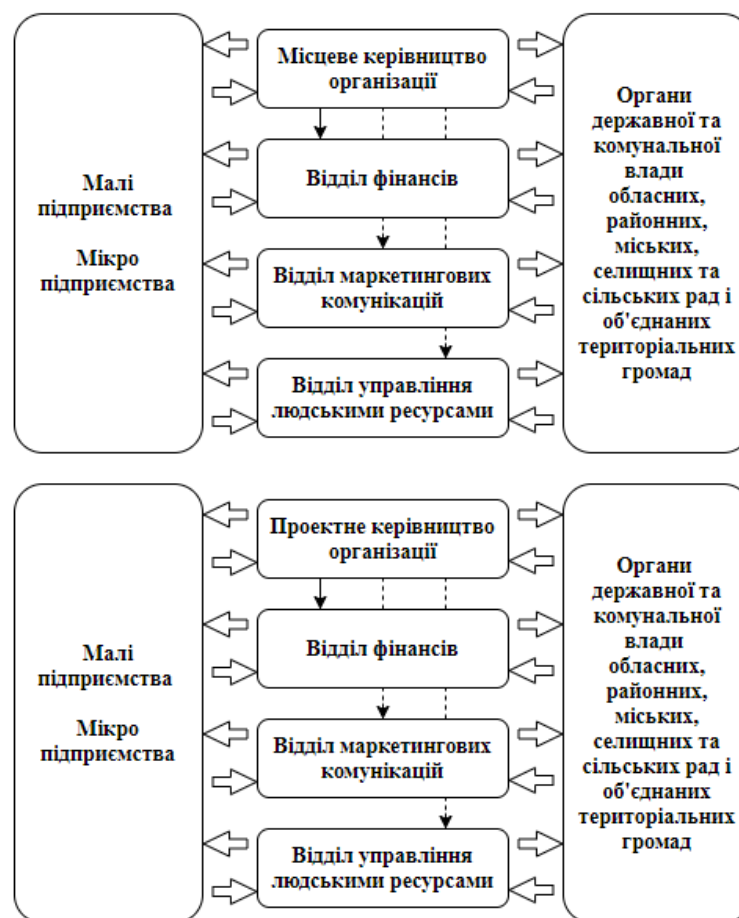 Місцеве керівництво
організації
Відділ фінансів
Відділ маркетингових
комунікацій
Відділ управління
людськими ресурсами
Малі
підприємства
Мікро
підприємства
Органи
державної та
комунальної
влади
обласних,
районних,
міських,
селищних та
сільських рад і
об'єднаних
територіальних
громад
Проектне керівництво
організації
Відділ фінансів
Відділ маркетингових
комунікацій
Відділ управління
людськими ресурсами
Малі
підприємства
Мікро
підприємства
Органи
державної та
комунальної
влади
обласних,
районних,
міських,
селищних та
сільських рад і
об'єднаних
територіальних
громад